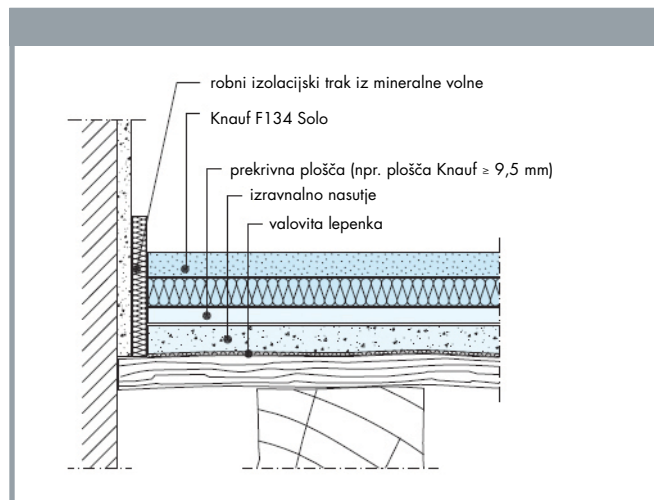 robni izolacijski trak iz mineralne volne
Knauf F134 Solo
prekrivna plošča (npr. plošča Knauf ≥ 9,5 mm)
izravnalno nasutje
valovita lepenka